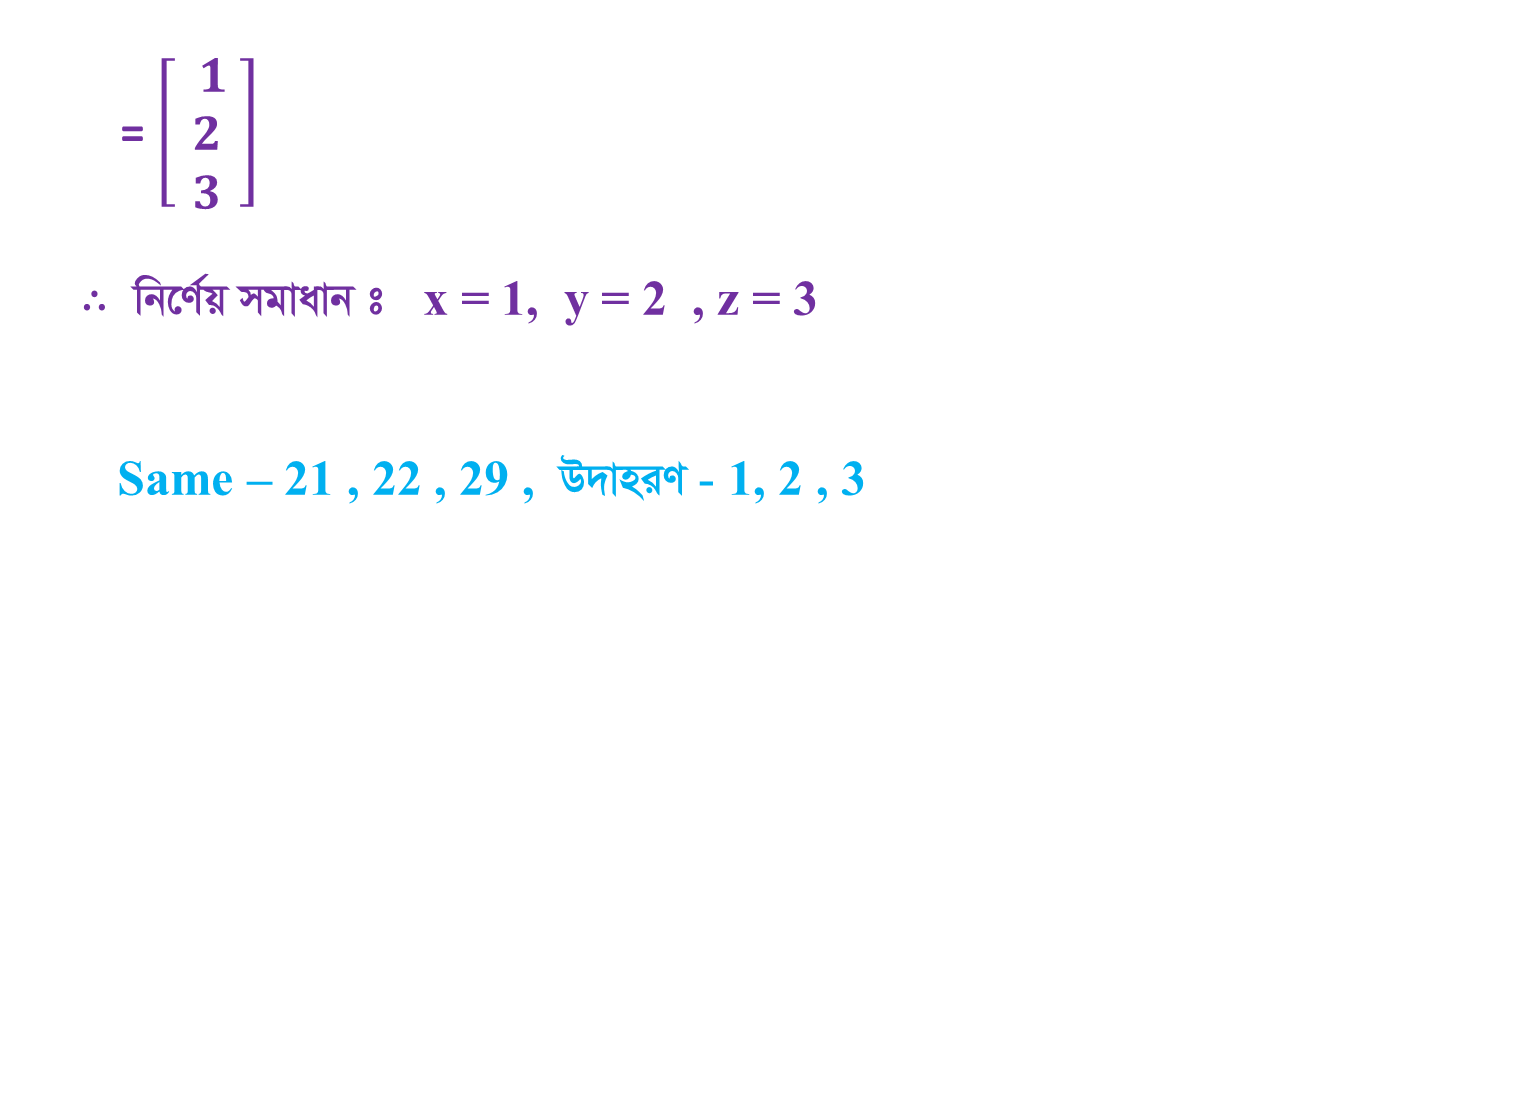 = [ 1
2
3 ]
∴ নির্ণেয় সমাধান ঃ x = 1, y = 2 , z = 3
Same – 21 , 22 , 29 , উদাহরণ - 1, 2 , 3